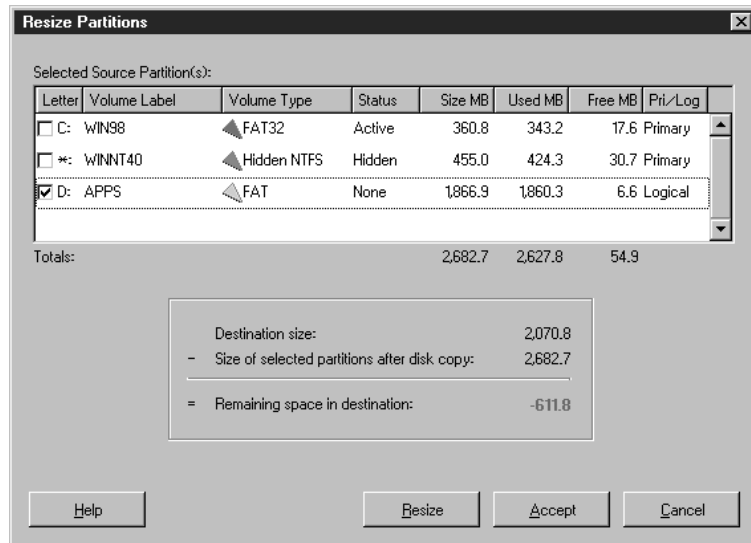 Resize Partitions
Selected Source Partition(s):
Letter Volume Label Volume Type Status Size MB Used MB Free MB Pri/Log
C: WIN98 FAT32 Active 360.8 343.2 17.6 Primary
*: WINNT40 Hidden NTFS Hidden 455.0 424.3 30.7 Primary
D: APPS FAT None 1,866.9 1,860.3 6.6 Logical
Totals: 2,682.7 2,627.8 54.9
Destination size: 2,070.8
- Size of selected partitions after disk copy: 2,682.7
= Remaining space in destination: -611.8
Help Resize Accept Cancel